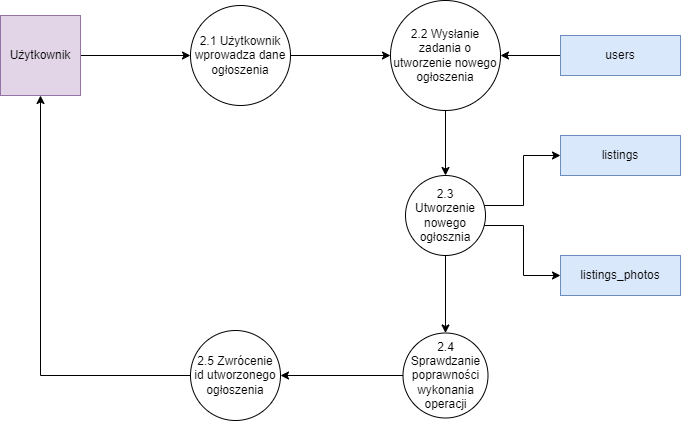 Użytkownik
2.1 Użytkownik
wprowadza dane
ogłoszenia
2.2 Wysłanie
zadania o
utworzenie nowego
ogłoszenia
users
listings
2.3
Utworzenie
nowego
ogłosznia
listings_photos
2.4
Sprawdzanie
poprawności
wykonania
operacji
2.5 Zwrócenie
id utworzonego
ogłoszenia